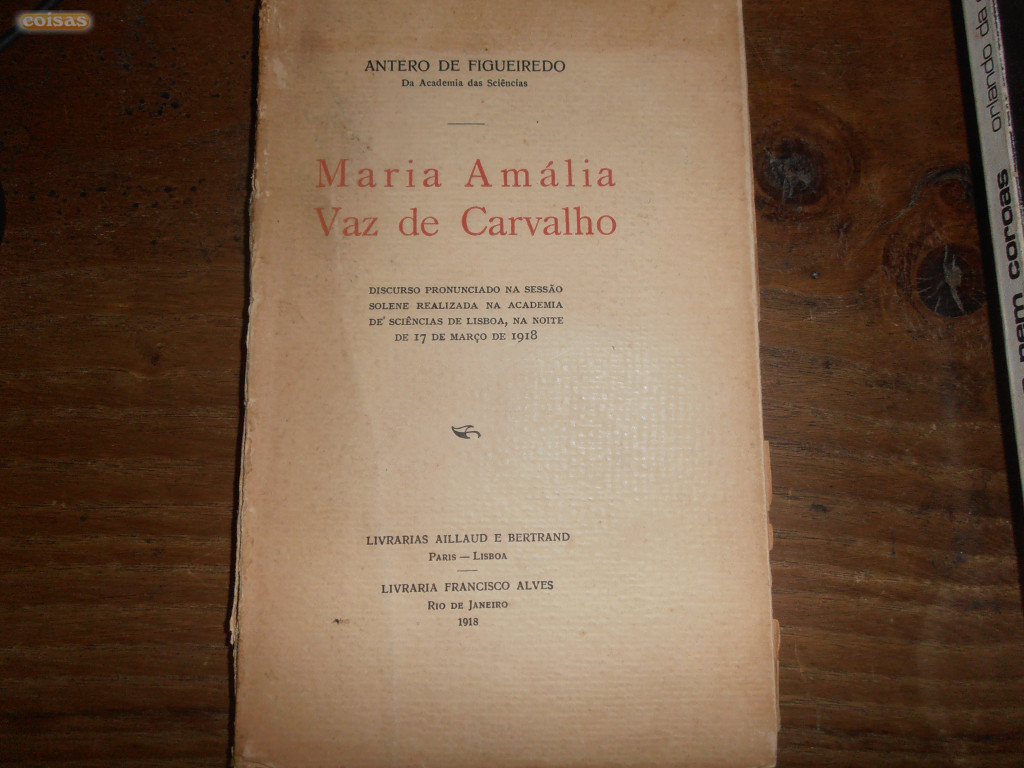 coisas
ANTERO DE FIGUEIREDO
Da Academia das Sciências
Maria Amália
Vaz de Carvalho
DISCURSO PRONUNCIADO NA SESSÃO
SOLENE REALIZADA NA ACADEMIA
DE SCIÊNCIAS DE LISBOA, NA NOITE
DE 17 DE MARÇO DE 1918
LIVRARIAS AILLAUD E BERTRAND
PARIS — LISBOA
LIVRARIA FRANCISCO ALVES
RIO DE JANEIRO
1918
orlando da
nem coroas